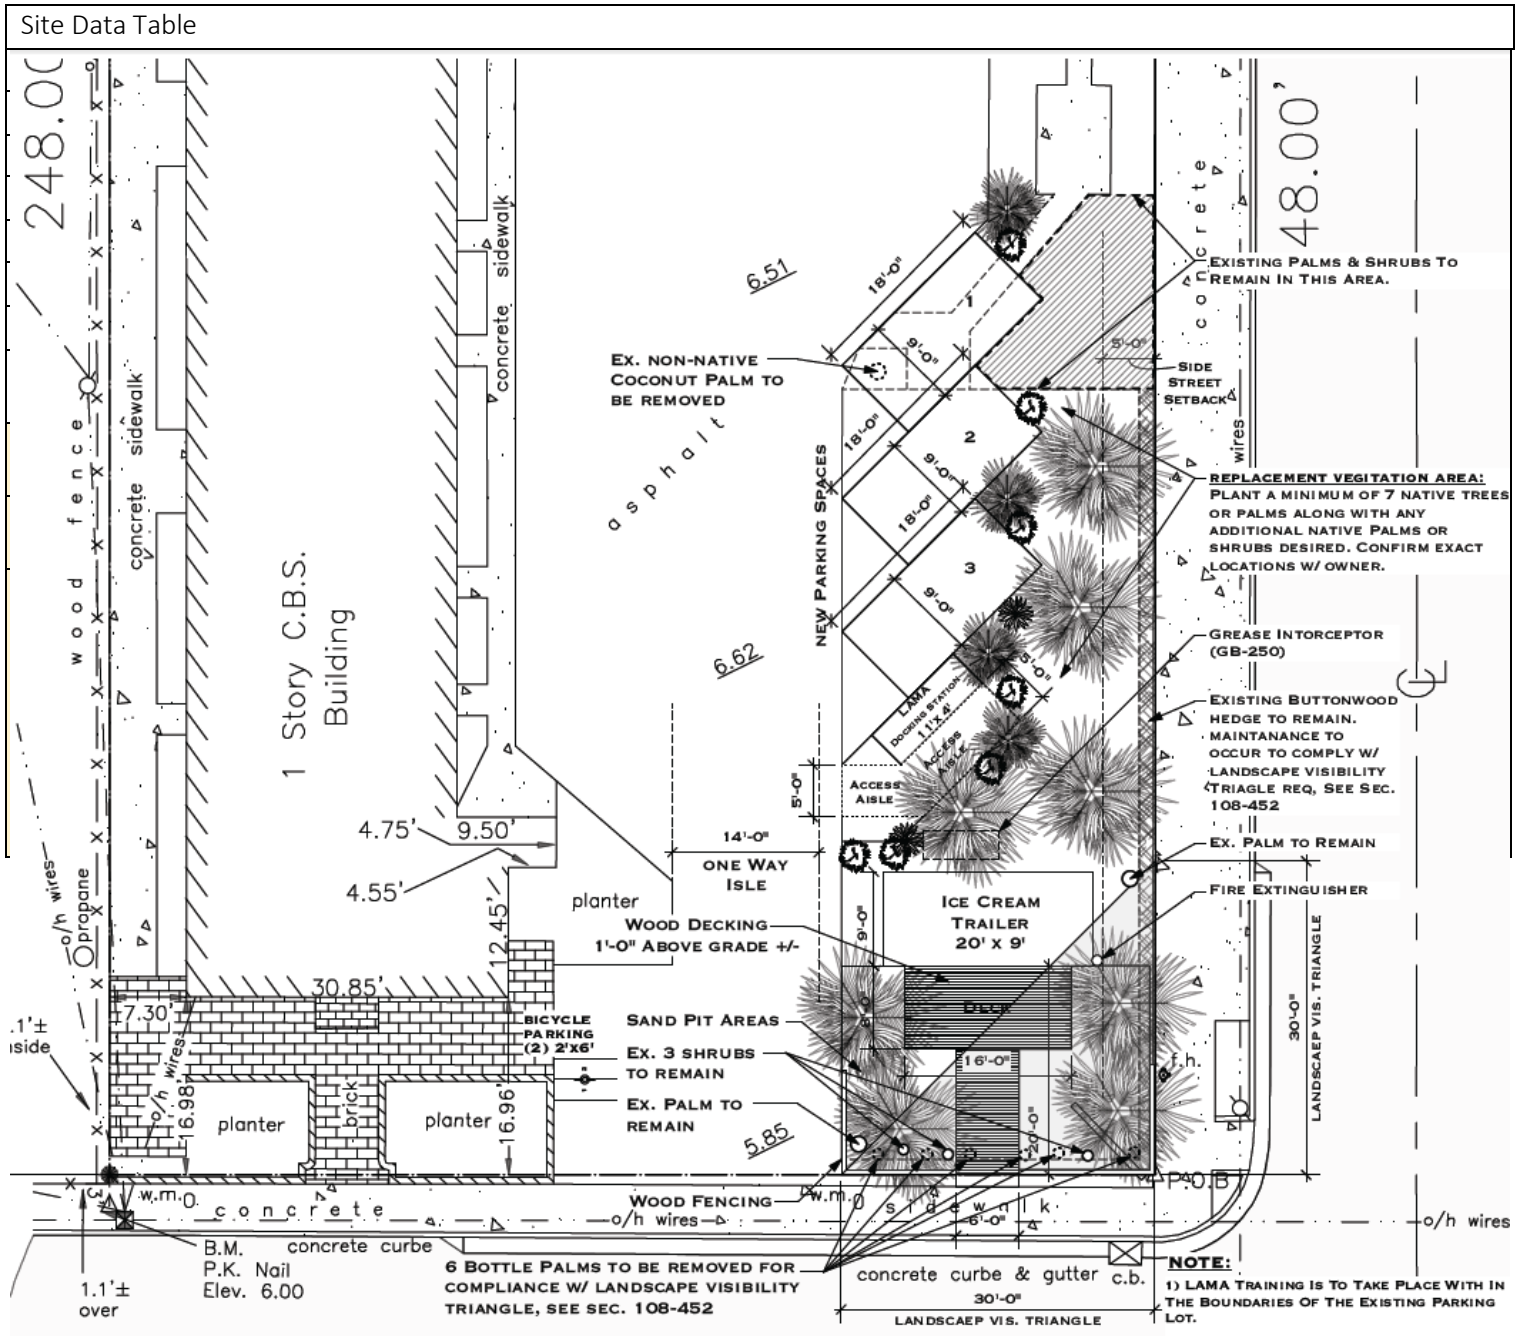 Site Data Table
248.00
48.00'
wood fence
concrete sidewalk
concrete sidewalk
concrete
6.51
18'-0"
1
9'-0"
EXISTING PALMS & SHRUBS TO
REMAIN IN THIS AREA.
EX. NON-NATIVE
COCONUT PALM TO
BE REMOVED
5'-0"
SIDE
STREET
SETBACK
wires
asphalt
NEW PARKING SPACES
18'-0"
2
9'-0"
18'-0"
3
9'-0"
REPLACEMENT VEGITATION AREA:
PLANT A MINIMUM OF 7 NATIVE TREES
OR PALMS ALONG WITH ANY
ADDITIONAL NATIVE PALMS OR
SHRUBS DESIRED. CONFIRM EXACT
LOCATIONS W/ OWNER.
1 Story C.B.S.
Building
6.62
GREASE INTORCEPTOR
(GB-250)
5'-0"
LAMA
DOCKING STATION
11'X 4'
ACCESS
AISLE
ACCESS
AISLE
5'-0"
EXISTING BUTTONWOOD
HEDGE TO REMAIN.
MAINTANANCE TO
OCCUR TO COMPLY W/
LANDSCAPE VISIBILITY
TRIAGLE REQ, SEE SEC.
108-452
4.75'
9.50'
4.55'
14'-0"
ONE WAY
ISLE
EX. PALM TO REMAIN
FIRE EXTINGUISHER
o/h wires
propane
planter
12.45'
WOOD DECKING
1'-0" ABOVE GRADE +/-
9'-0"
ICE CREAM
TRAILER
20' X 9'
30.85'
7.30'
.1'±
o/h wires
BICYCLE
PARKING
(2) 2'X6'
SAND PIT AREAS
8'-0"
DECK
30'-0"
LANDSCAEP VIS. TRIANGLE
EX. 3 SHRUBS
TO REMAIN
16'-0"
f.h.
16.98'
planter
brick
planter
16.96'
EX. PALM TO
REMAIN
5.85
WOOD FENCING
w.m.
P.O.B
w.m.
concrete
o/h wires
sidewalk
6'-0"
o/h wires
B.M.
P.K. Nail
Elev. 6.00
concrete curbe
1.1'±
over
6 BOTTLE PALMS TO BE REMOVED FOR
COMPLIANCE W/ LANDSCAPE VISIBILITY
TRIANGLE, SEE SEC. 108-452
concrete curbe & gutter
c.b.
30'-0"
LANDSCAEP VIS. TRIANGLE
NOTE:
1) LAMA TRAINING IS TO TAKE PLACE WITH IN
THE BOUNDARIES OF THE EXISTING PARKING
LOT.